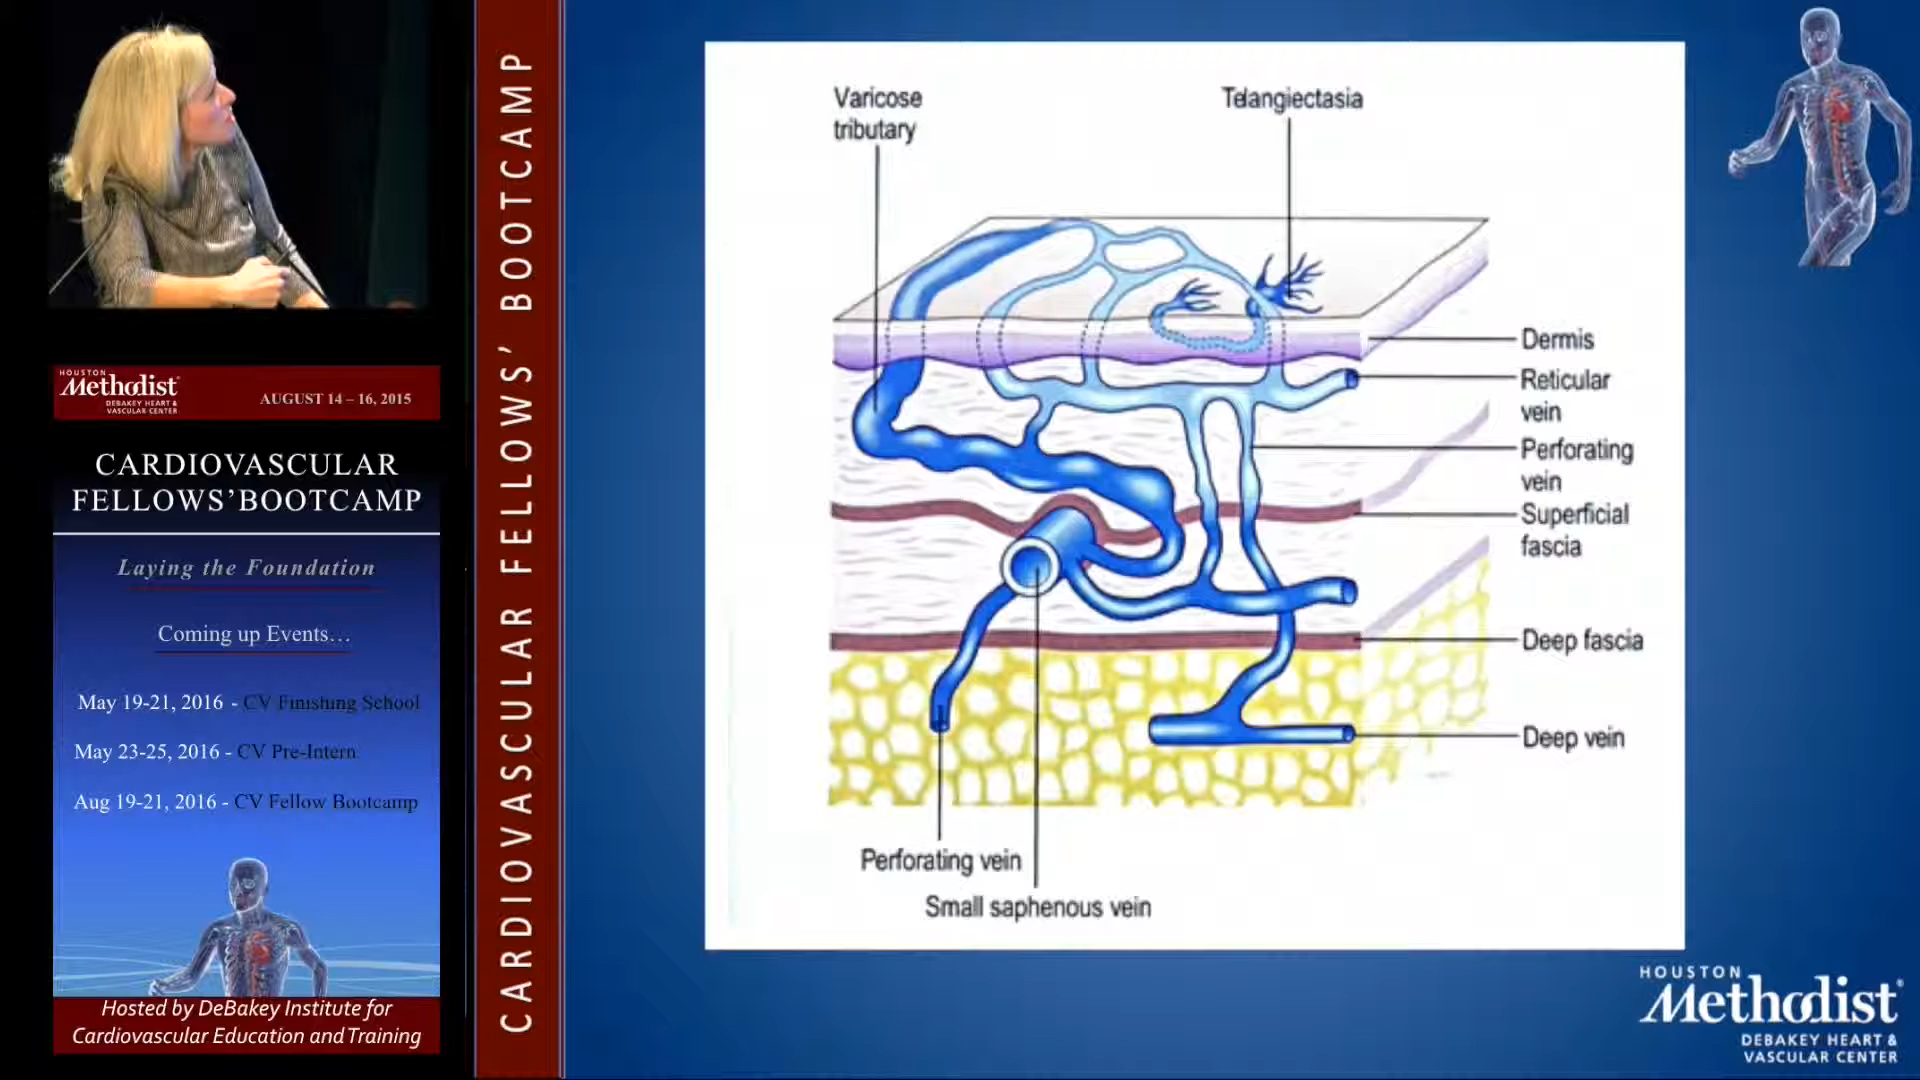 HOUSTON
Methodist
DEBAKEY HEART &
VASCULAR CENTER
AUGUST 14 – 16, 2015
CARDIOVASCULAR
FELLOWS’BOOTCAMP
Laying the Foundation
Coming up Events…
May 19-21, 2016 - CV Finishing School
May 23-25, 2016 - CV Pre-Intern
Aug 19-21, 2016 - CV Fellow Bootcamp
Hosted by DeBakey Institute for
Cardiovascular Education and Training
CARDIOVASCULAR FELLOWS’ BOOTCAMP
Varicose
tributary
Telangiectasia
Dermis
Reticular
vein
Perforating
vein
Superficial
fascia
Deep fascia
Deep vein
Perforating vein
Small saphenous vein
HOUSTON
Methodist
DEBAKEY HEART &
VASCULAR CENTER